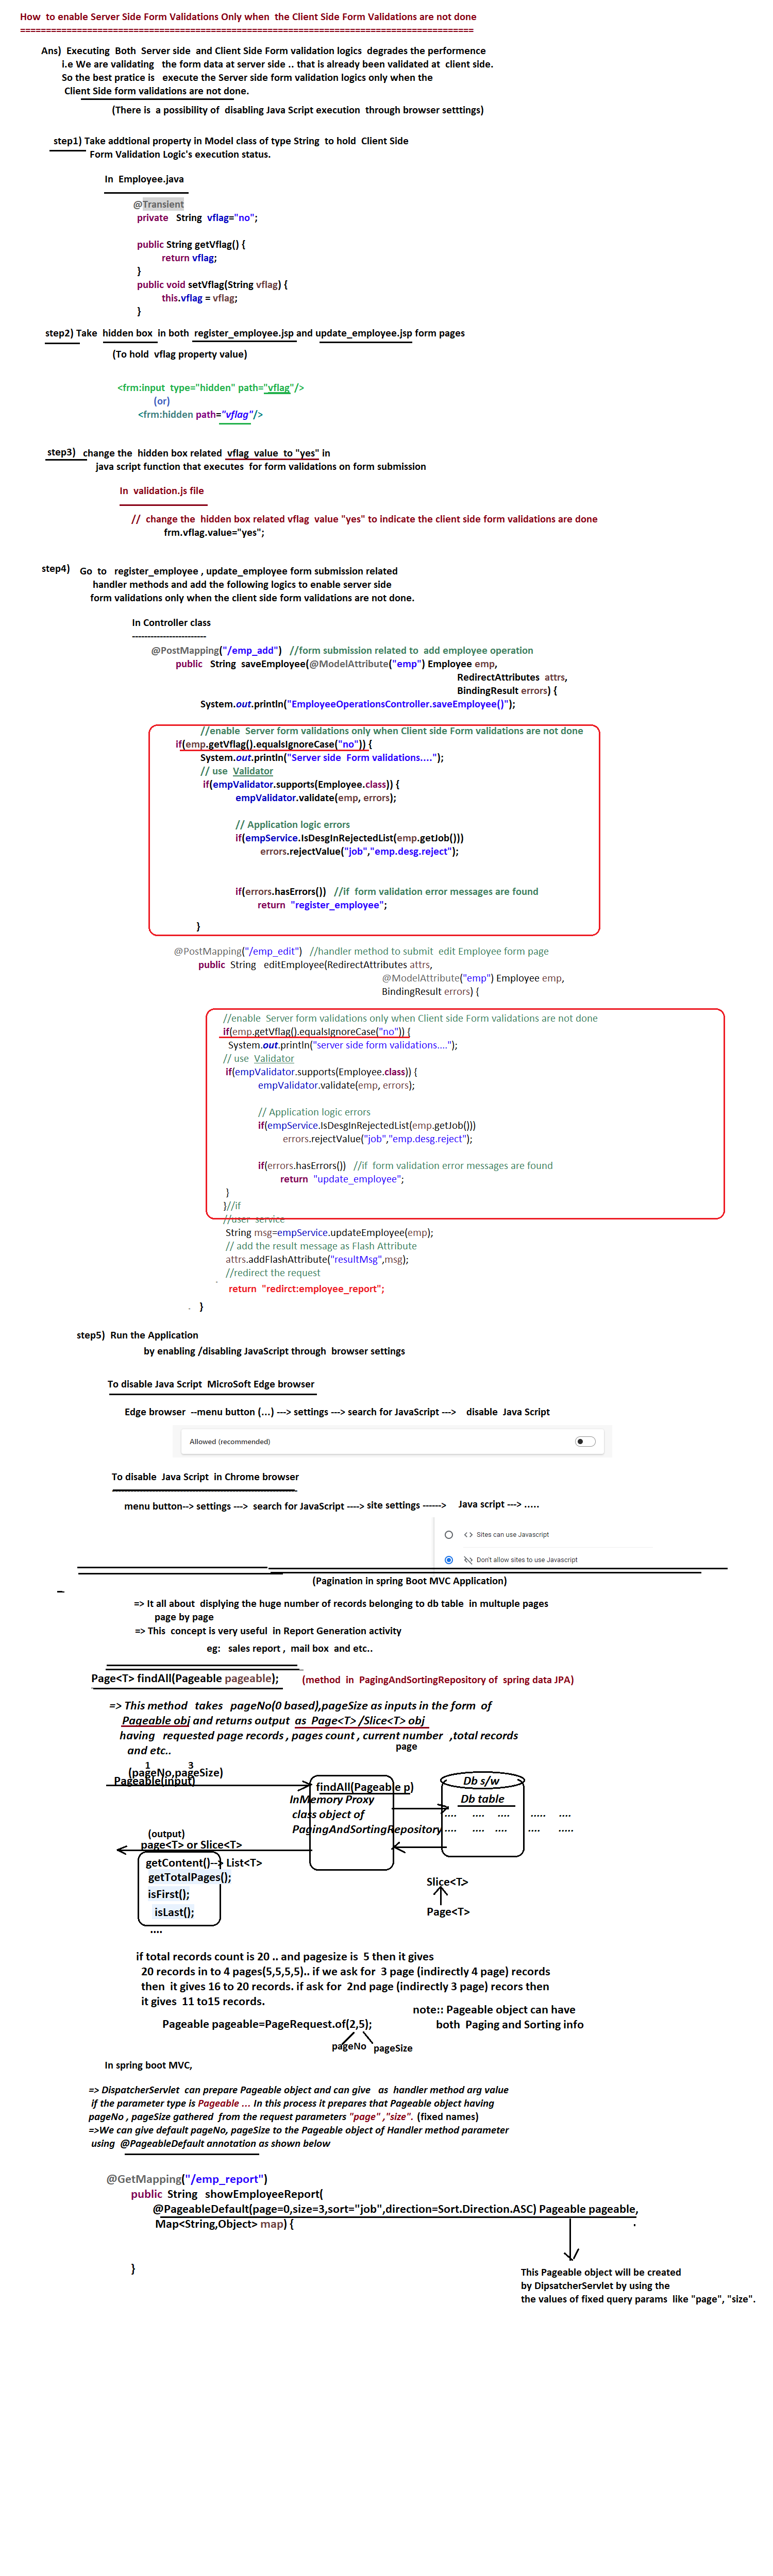 How to enable Server Side Form Validations Only when the Client Side Form Validations are not done
=====================================================================================
Ans) Executing Both Server side and Client Side Form validation logics degrades the performence
i.e We are validating the form data at server side .. that is already been validated at client side.
So the best pratice is execute the Server side form validation logics only when the
Client Side form validations are not done.
(There is a possibility of disabling Java Script execution through browser setttings)
step1) Take addtional property in Model class of type String to hold Client Side
Form Validation Logic's execution status.
In Employee.java
@Transient
private String vflag="no";
public String getVflag() {
return vflag;
}
public void setVflag(String vflag) {
this.vflag = vflag;
}
step2) Take hidden box in both register_employee.jsp and update_employee.jsp form pages
(To hold vflag property value)
<frm:input type="hidden" path="vflag"/>
(or)
<frm:hidden path="vflag"/>
step3) change the hidden box related vflag value to "yes" in
java script function that executes for form validations on form submission
In validation.js file
// change the hidden box related vflag value "yes" to indicate the client side form validations are done
frm.vflag.value="yes";
step4) Go to register_employee , update_employee form submission related
handler methods and add the following logics to enable server side
form validations only when the client side form validations are not done.
In Controller class
------------------------
@PostMapping("/emp_add") //form submission related to add employee operation
public String saveEmployee(@ModelAttribute("emp") Employee emp,
RedirectAttributes attrs,
BindingResult errors) {
System.out.println("EmployeeOperationsController.saveEmployee()");
//enable Server form validations only when Client side Form validations are not done
if(emp.getVflag().equalsIgnoreCase("no")) {
System.out.println("Server side Form validations....");
// use Validator
if(empValidator.supports(Employee.class)) {
empValidator.validate(emp, errors);
// Application logic errors
if(empService.IsDesgInRejectedList(emp.getJob()))
errors.rejectValue("job","emp.desg.reject");
if(errors.hasErrors()) //if form validation error messages are found
return "register_employee";
}
@PostMapping("/emp_edit") //handler method to submit edit Employee form page
public String editEmployee(RedirectAttributes attrs,
@ModelAttribute("emp") Employee emp,
BindingResult errors) {
//enable Server form validations only when Client side Form validations are not done
if(emp.getVflag().equalsIgnoreCase("no")) {
System.out.println("server side form validations....");
// use Validator
if(empValidator.supports(Employee.class)) {
empValidator.validate(emp, errors);
// Application logic errors
if(empService.IsDesgInRejectedList(emp.getJob()))
errors.rejectValue("job","emp.desg.reject");
if(errors.hasErrors()) //if form validation error messages are found
return "update_employee";
}
}//if
//user service
String msg=empService.updateEmployee(emp);
// add the result message as Flash Attribute
attrs.addFlashAttribute("resultMsg",msg);
//redirect the request
return "redirct:employee_report";
}
step5) Run the Application
by enabling /disabling JavaScript through browser settings
To disable Java Script MicroSoft Edge browser
Edge browser --menu button (...) ---> settings ---> search for JavaScript ---> disable Java Script
Allowed (recommended)
To disable Java Script in Chrome browser
menu button--> settings ---> search for JavaScript ----> site settings ------> Java script ---> .....
<> Sites can use Javascript
Don't allow sites to use Javascript
(Pagination in spring Boot MVC Application)
=> It all about displying the huge number of records belonging to db table in multuple pages
page by page
=> This concept is very useful in Report Generation activity
eg: sales report , mail box and etc..
Page<T> findAll(Pageable pageable); (method in PagingAndSortingRepository of spring data JPA)
=> This method takes pageNo(0 based),pageSize as inputs in the form of
Pageable obj and returns output as Page<T> /Slice<T> obj
having requested page records , pages count , current number ,total records
page
and etc..
1 3
(pageNo,pageSize)
Pageable(input)
findAll(Pageable p)
InMemory Proxy
class object of
PagingAndSortingRepository
Db s/w
Db table
.... .... .... ..... ....
.... .... .... .... .....
(output)
page<T> or Slice<T>
getContent()--> List<T>
getTotalPages();
isFirst();
isLast();
....
Slice<T>
Page<T>
if total records count is 20 .. and pagesize is 5 then it gives
20 records in to 4 pages(5,5,5,5).. if we ask for 3 page (indirectly 4 page) records
then it gives 16 to 20 records. if ask for 2nd page (indirectly 3 page) recors then
it gives 11 to15 records.
note:: Pageable object can have
both Paging and Sorting info
Pageable pageable=PageRequest.of(2,5);
pageNo pageSize
In spring boot MVC,
=> DispatcherServlet can prepare Pageable object and can give as handler method arg value
if the parameter type is Pageable ... In this process it prepares that Pageable object having
pageNo , pageSize gathered from the request parameters "page" ,"size". (fixed names)
=>We can give default pageNo, pageSize to the Pageable object of Handler method parameter
using @PageableDefault annotation as shown below
@GetMapping("/emp_report")
public String showEmployeeReport(
@PageableDefault(page=0,size=3,sort="job",direction=Sort.Direction.ASC) Pageable pageable,
Map<String,Object> map) {
}
This Pageable object will be created
by DipsatcherServlet by using the
the values of fixed query params like "page", "size".